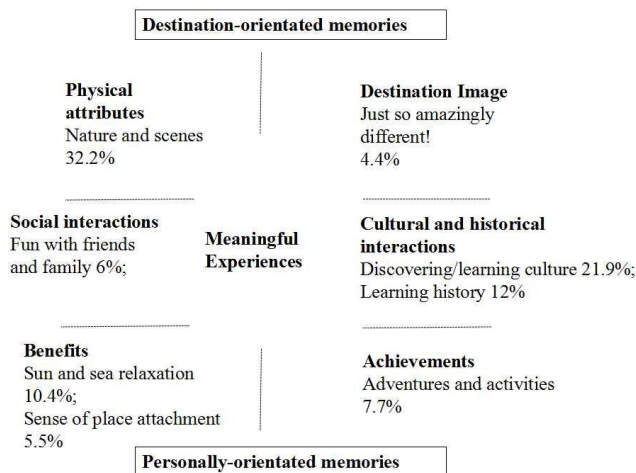 Destination-orientated memories
Physical
attributes
Nature and scenes
32.2%
Destination Image
Just so amazingly
different!
4.4%
Social interactions
Fun with friends
and family 6%;
Meaningful
Experiences
Cultural and historical
interactions
Discovering/learning culture 21.9%;
Learning history 12%
Benefits
Sun and sea relaxation
10.4%;
Sense of place attachment
5.5%
Achievements
Adventures and activities
7.7%
Personally-orientated memories